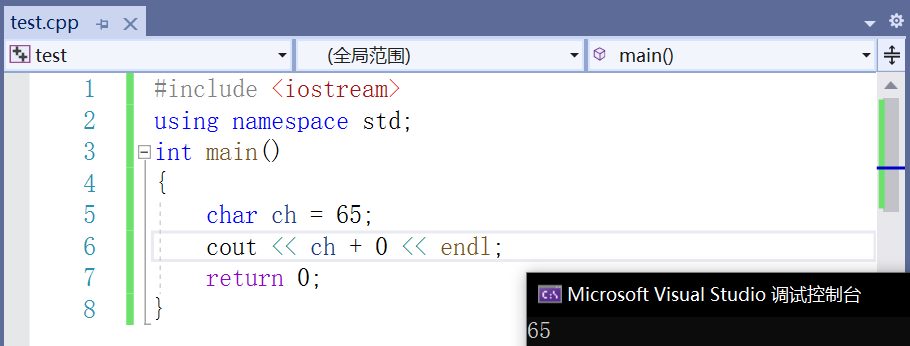 test.cpp
test (全局范围) main()
1 #include <iostream>
2 using namespace std;
3 int main()
4 {
5 char ch = 65;
6 cout << ch + 0 << endl;
7 return 0;
8 }
Microsoft Visual Studio 调试控制台
65